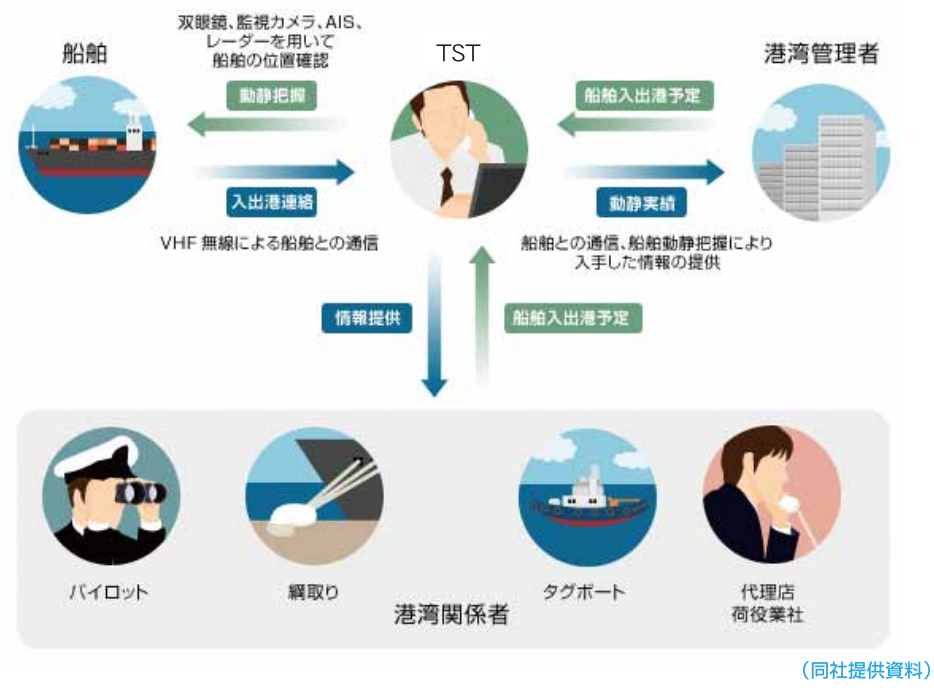 双眼鏡、監視カメラ、AIS、
レーダーを用いて
船舶の位置確認
船舶
TST
港湾管理者
動静把握
船舶入出港予定
入出港連絡
動静実績
VHF 無線による船舶との通信
船舶との通信、船舶動静把握により
入手した情報の提供
情報提供
船舶入出港予定
パイロット
綱取り
タグボート
代理店
荷役業社
港湾関係者
（同社提供資料）